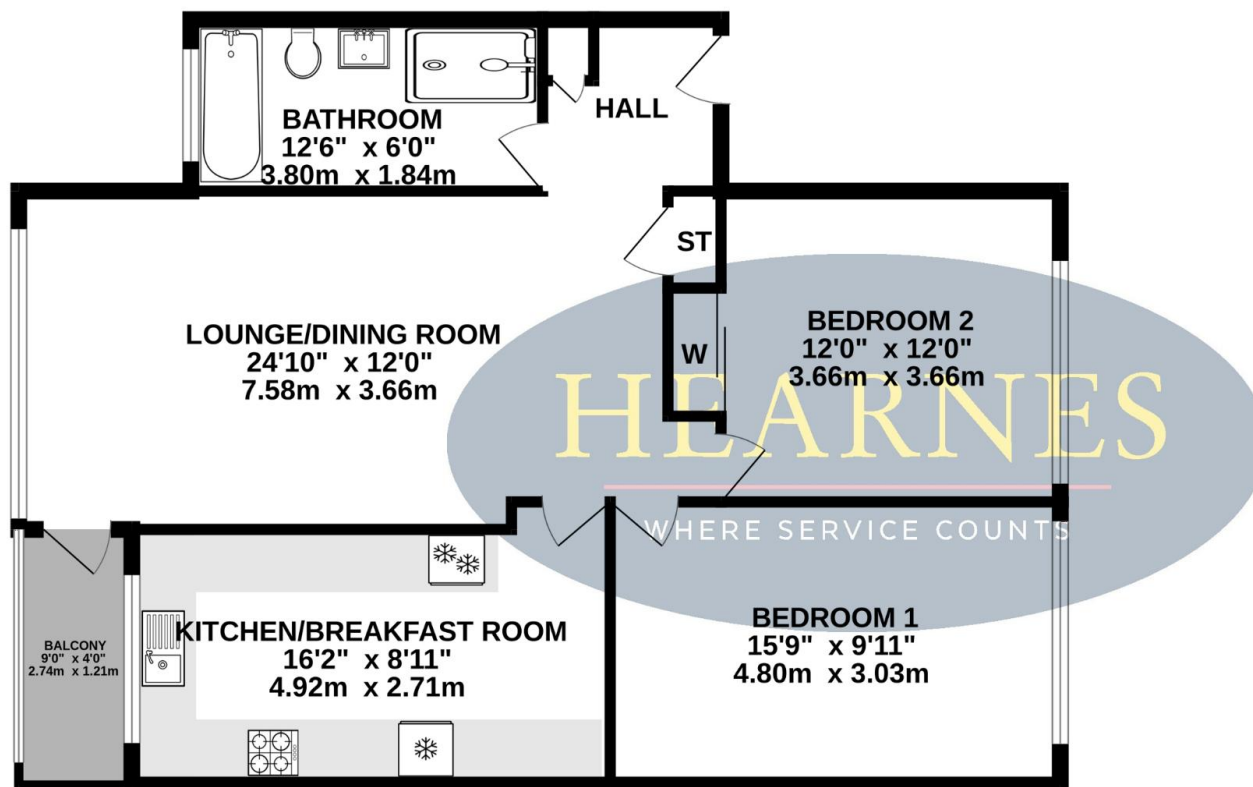 BATHROOM
12'6" x 6'0"
3.80m x 1.84m
HALL
ST
W
LOUNGE/DINING ROOM
24'10" x 12'0"
7.58m x 3.66m
BEDROOM 2
12'0" x 12'0"
3.66m x 3.66m
HEARNES
WHERE SERVICE COUNTS
BALCONY
9'0" x 4'0"
2.74m x 1.21m
KITCHEN/BREAKFAST ROOM
16'2" x 8'11"
4.92m x 2.71m
BEDROOM 1
15'9" x 9'11"
4.80m x 3.03m